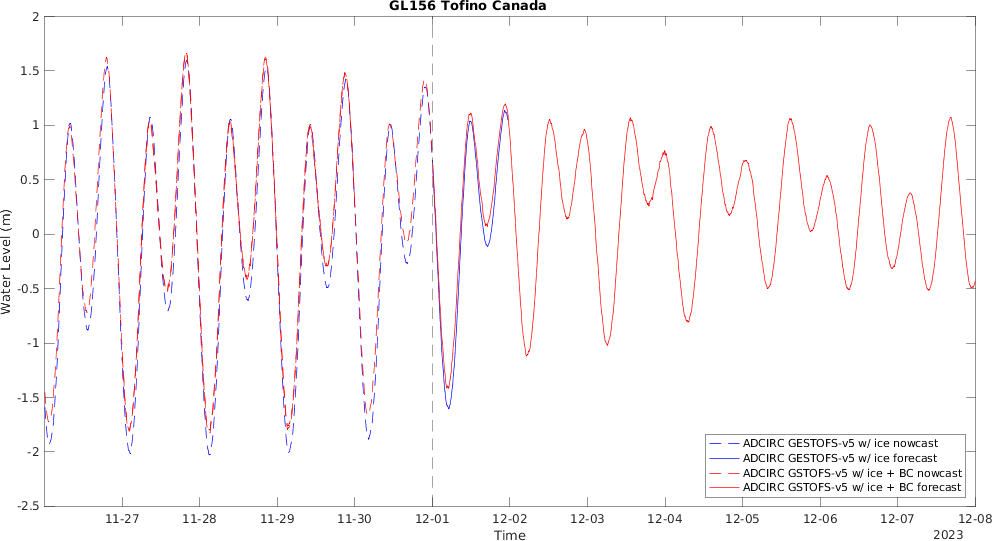 GL156 Tofino Canada
2
1.5
1
0.5
0
-0.5
-1
-1.5
-2
-2.5
Water Level (m)
ADCIRC GESTOFS-v5 w/ ice nowcast
ADCIRC GESTOFS-v5 w/ ice forecast
ADCIRC GSTOFS-v5 w/ ice + BC nowcast
ADCIRC GSTOFS-v5 w/ ice + BC forecast
11-27 11-28 11-29 11-30 12-01 12-02 12-03 12-04 12-05 12-06 12-07 12-08
Time
2023